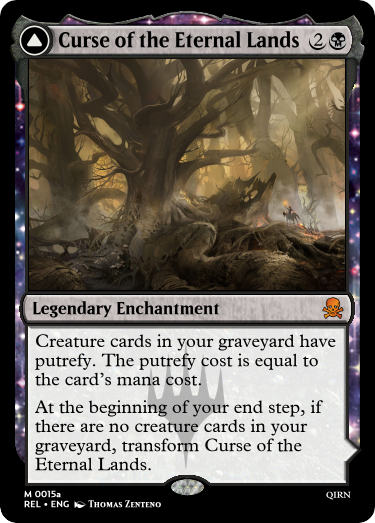 Curse of the Eternal Lands 2
Legendary Enchantment
Creature cards in your graveyard have
putrefy. The putrefy cost is equal to
the card's mana cost.
At the beginning of your end step, if
there are no creature cards in your
graveyard, transform Curse of the
Eternal Lands.
M 0015a
REL • ENG Thomas Zenteno
QIRN